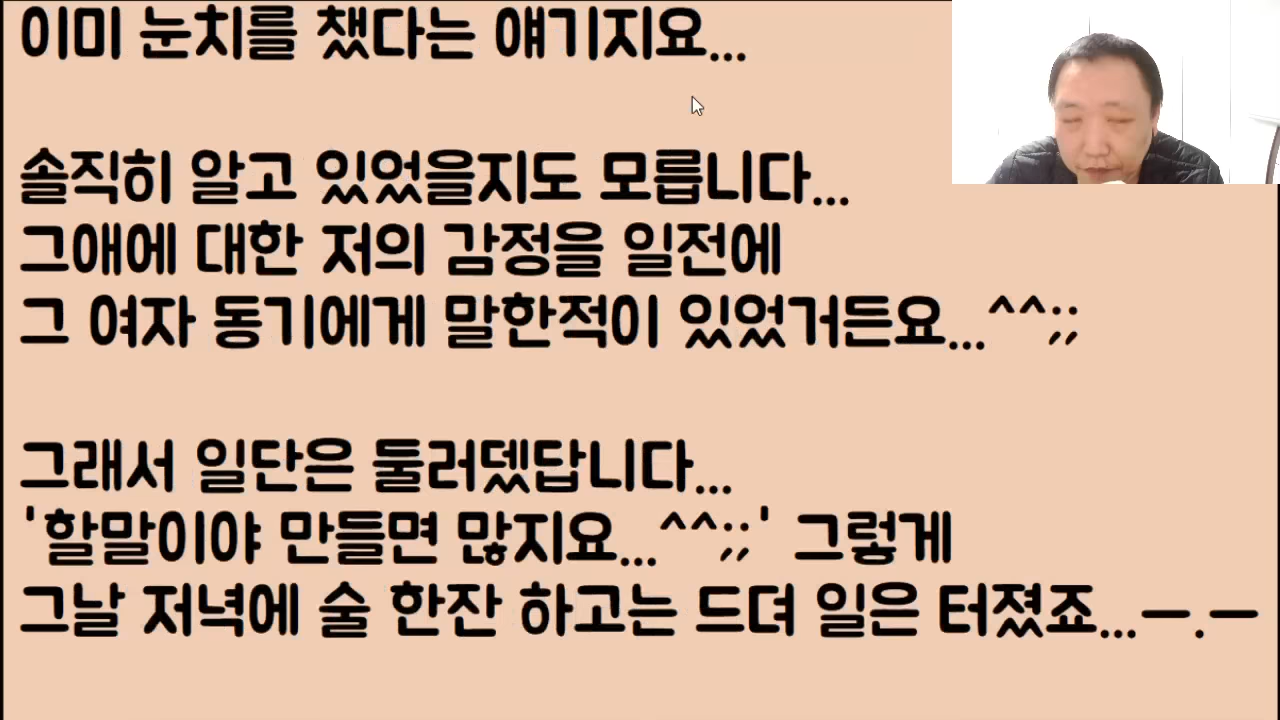 이미 눈치를 챘다는 얘기지요...
솔직히 알고 있었을지도 모릅니다...
그애에 대한 저의 감정을 일전에
그 여자 동기에게 말한적이 있었거든요...^^;;
그래서 일단은 둘러뎄답니다...
'할말이야 만들면 많지요...^^;;' 그렇게
그날 저녁에 술 한잔 하고는 드뎌 일은 터졌죠...ㅡ.ㅡ